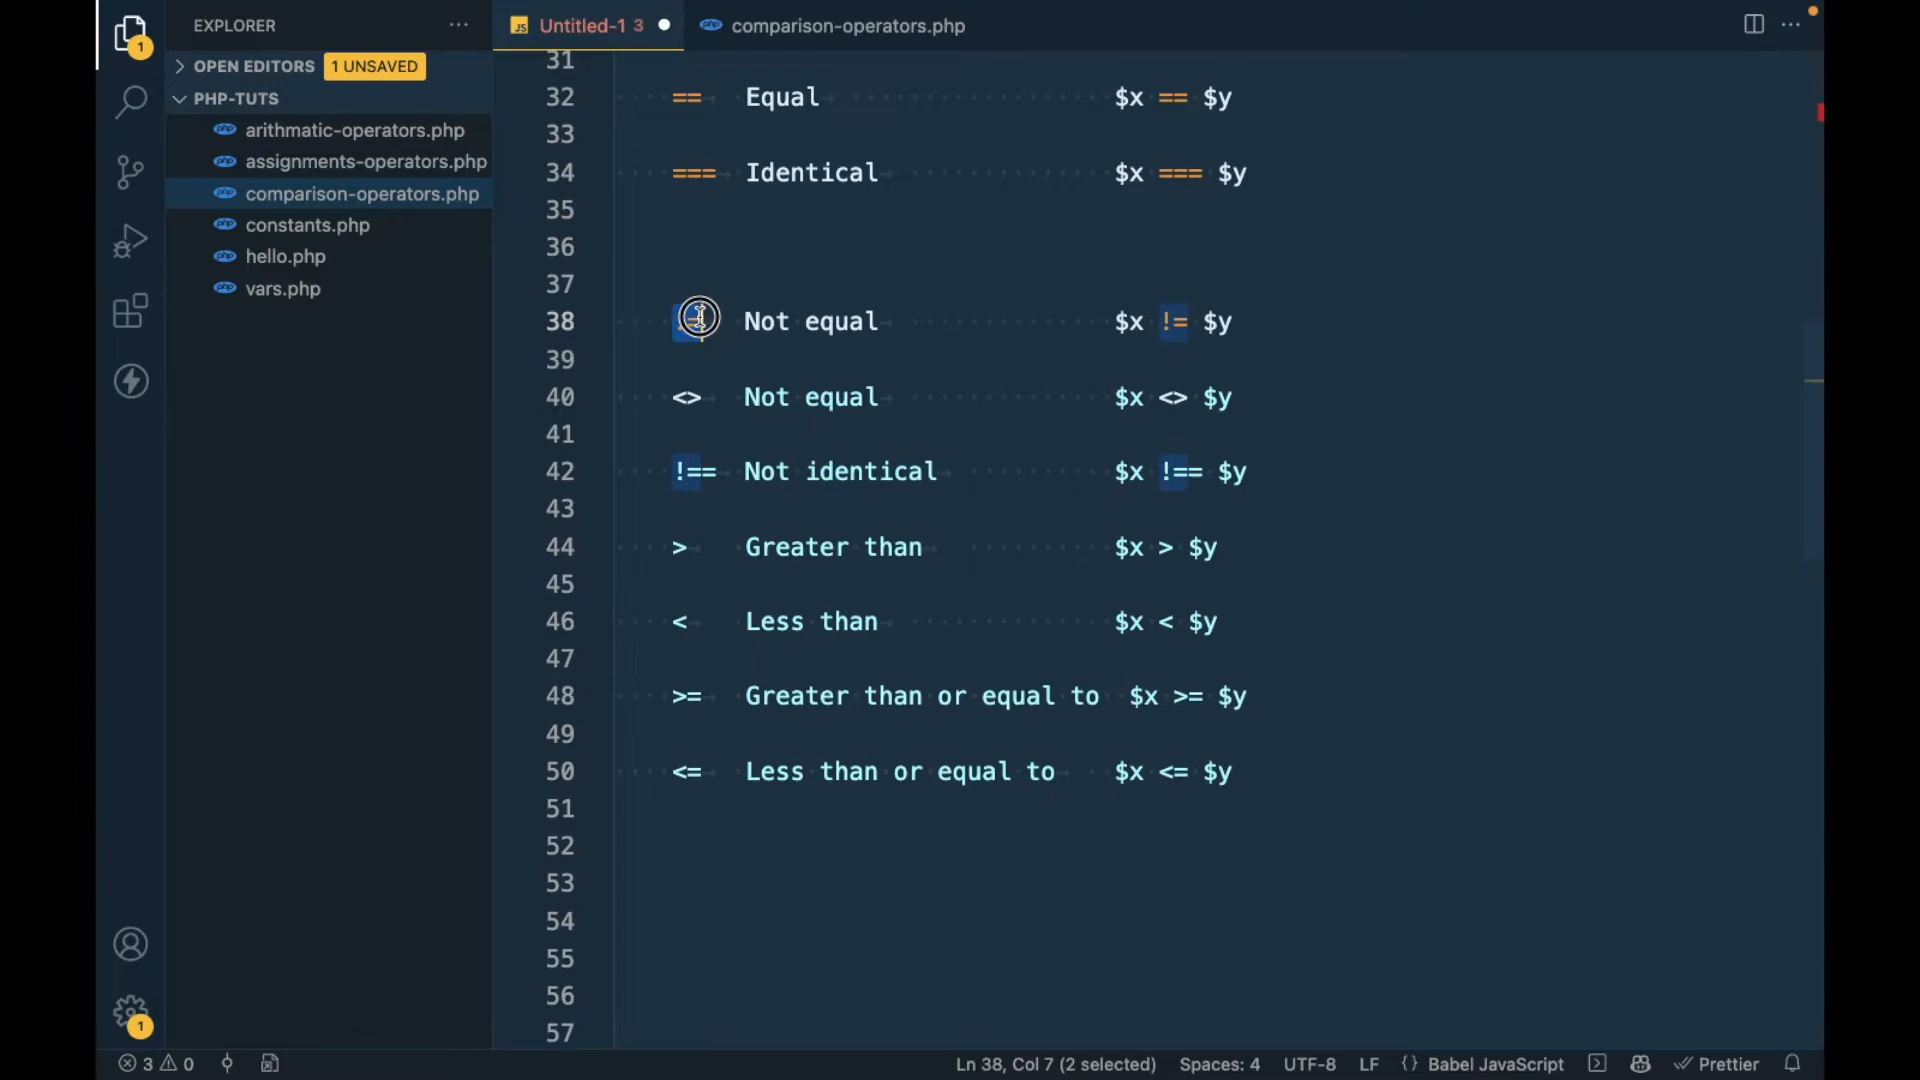 EXPLORER ...
Untitled-1 3
comparison-operators.php
OPEN EDITORS 1 UNSAVED
PHP-TUTS
arithmatic-operators.php
assignments-operators.php
comparison-operators.php
constants.php
hello.php
vars.php
1
31
32 == Equal $x == $y
33
34 === Identical $x === $y
35
36
37
38 != Not equal $x != $y
39
40 <> Not equal $x <> $y
41
42 !== Not identical $x !== $y
43
44 > Greater than $x > $y
45
46 < Less than $x < $y
47
48 >= Greater than or equal to $x >= $y
49
50 <= Less than or equal to $x <= $y
51
52
53
54
55
56
57
1
3 0
Ln 38, Col 7 (2 selected) Spaces: 4 UTF-8 LF {} Babel JavaScript Prettier